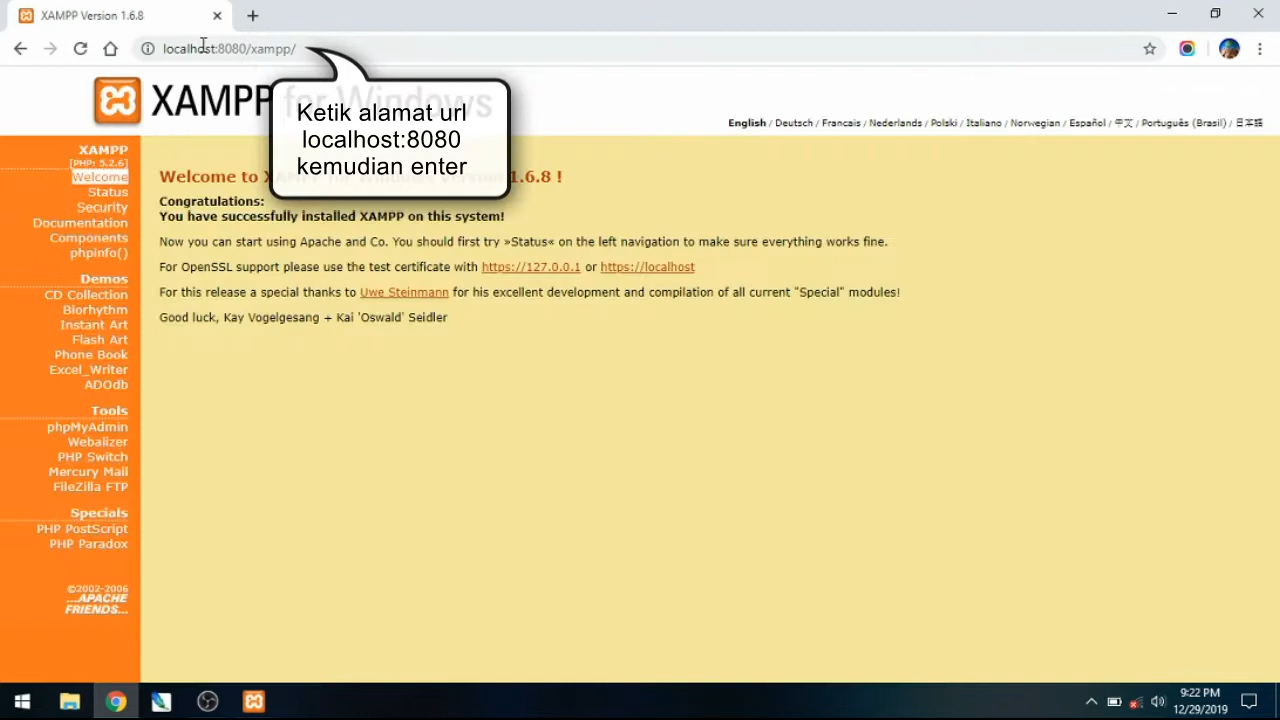 XAMPP Version 1.6.8
localhost:8080/xampp/
XAMPP for Windows
Ketik alamat url
localhost:8080
kemudian enter
English / Deutsch / Francais / Nederlands / Polski / Italiano / Norwegian / Español / 中文 / Português (Brasil) / 日本語
XAMPP
[PHP: 5.2.6]
Welcome
Status
Security
Documentation
Components
phpinfo()
Demos
CD Collection
Biorhythm
Instant Art
Flash Art
Phone Book
Excel_Writer
ADOdb
Tools
phpMyAdmin
Webalizer
PHP Switch
Mercury Mail
FileZilla FTP
Specials
PHP PostScript
PHP Paradox
©2002-2006
...APACHE
FRIENDS...
Welcome to X 1.6.8 !
Congratulations:
You have successfully installed XAMPP on this system!
Now you can start using Apache and Co. You should first try »Status« on the left navigation to make sure everything works fine.
For OpenSSL support please use the test certificate with https://127.0.0.1 or https://localhost
For this release a special thanks to Uwe Steinmann for his excellent development and compilation of all current "Special" modules!
Good luck, Kay Vogelgesang + Kai 'Oswald' Seidler
9:22 PM
12/29/2019